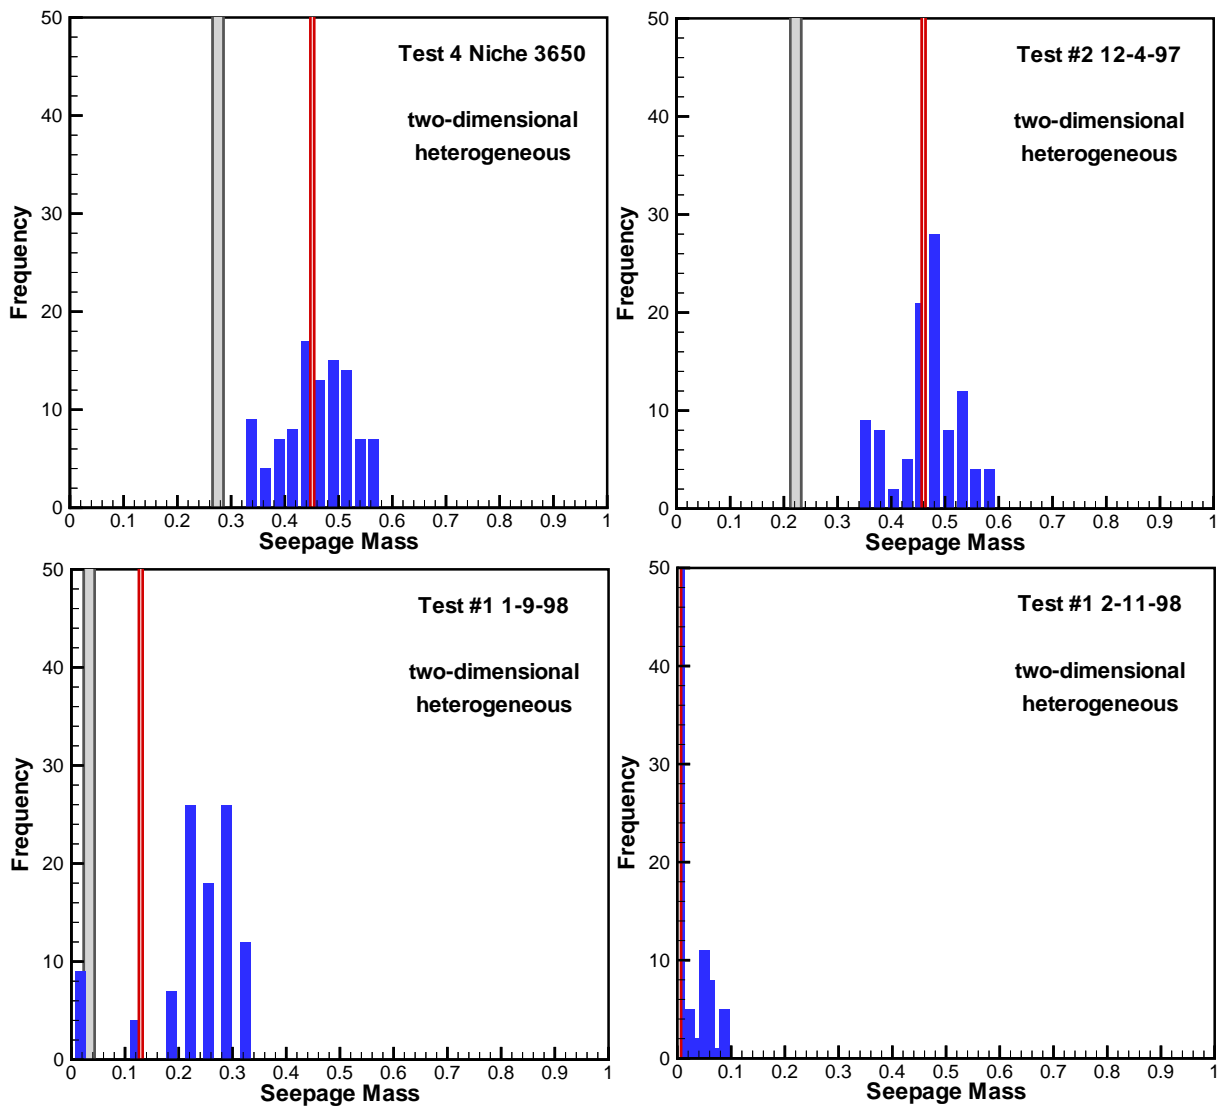 50
40
30
20
10
0
Frequency
Test 4 Niche 3650
two-dimensional
heterogeneous
0 0.1 0.2 0.3 0.4 0.5 0.6 0.7 0.8 0.9 1
Seepage Mass
50
40
30
20
10
0
Frequency
Test #2 12-4-97
two-dimensional
heterogeneous
0 0.1 0.2 0.3 0.4 0.5 0.6 0.7 0.8 0.9 1
Seepage Mass
50
40
30
20
10
0
Frequency
Test #1 1-9-98
two-dimensional
heterogeneous
0 0.1 0.2 0.3 0.4 0.5 0.6 0.7 0.8 0.9 1
Seepage Mass
50
40
30
20
10
0
Frequency
Test #1 2-11-98
two-dimensional
heterogeneous
0 0.1 0.2 0.3 0.4 0.5 0.6 0.7 0.8 0.9 1
Seepage Mass